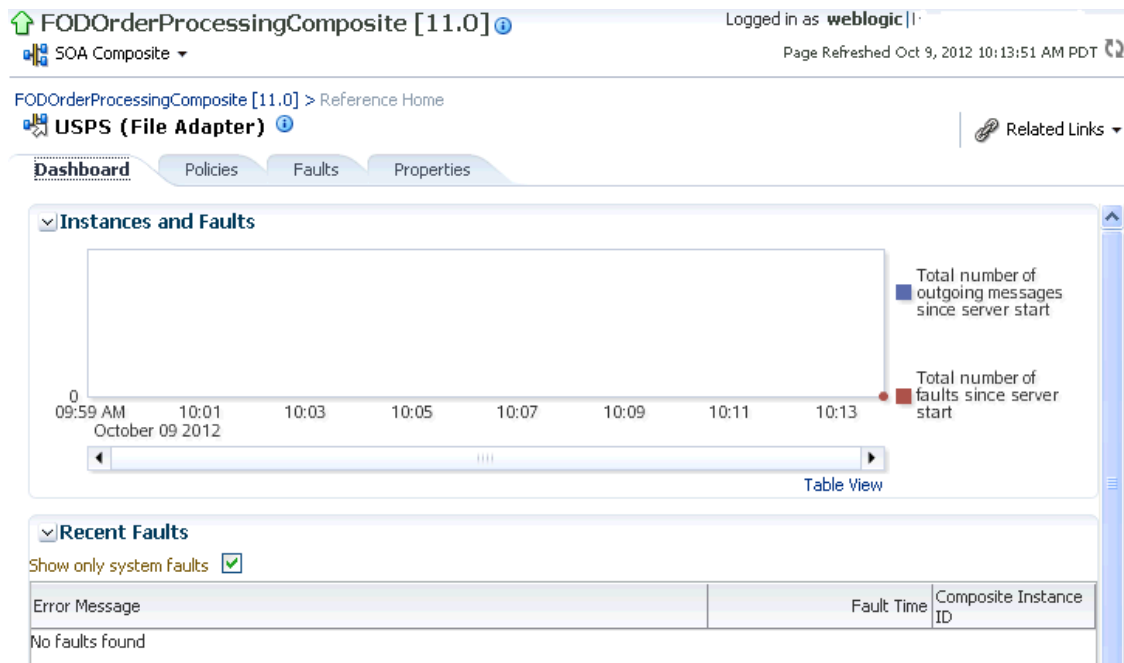 FODOrderProcessingComposite [11.0]
Logged in as weblogic
SOA Composite
Page Refreshed Oct 9, 2012 10:13:51 AM PDT
FODOrderProcessingComposite [11.0] > Reference Home
USPS (File Adapter)
Related Links
Dashboard
Policies
Faults
Properties
Instances and Faults
Total number of
outgoing messages
since server start
Total number of
faults since server
start
0
09:59 AM 10:01 10:03 10:05 10:07 10:09 10:11 10:13
October 09 2012
Table View
Recent Faults
Show only system faults
Error Message
Fault Time
Composite Instance
ID
No faults found